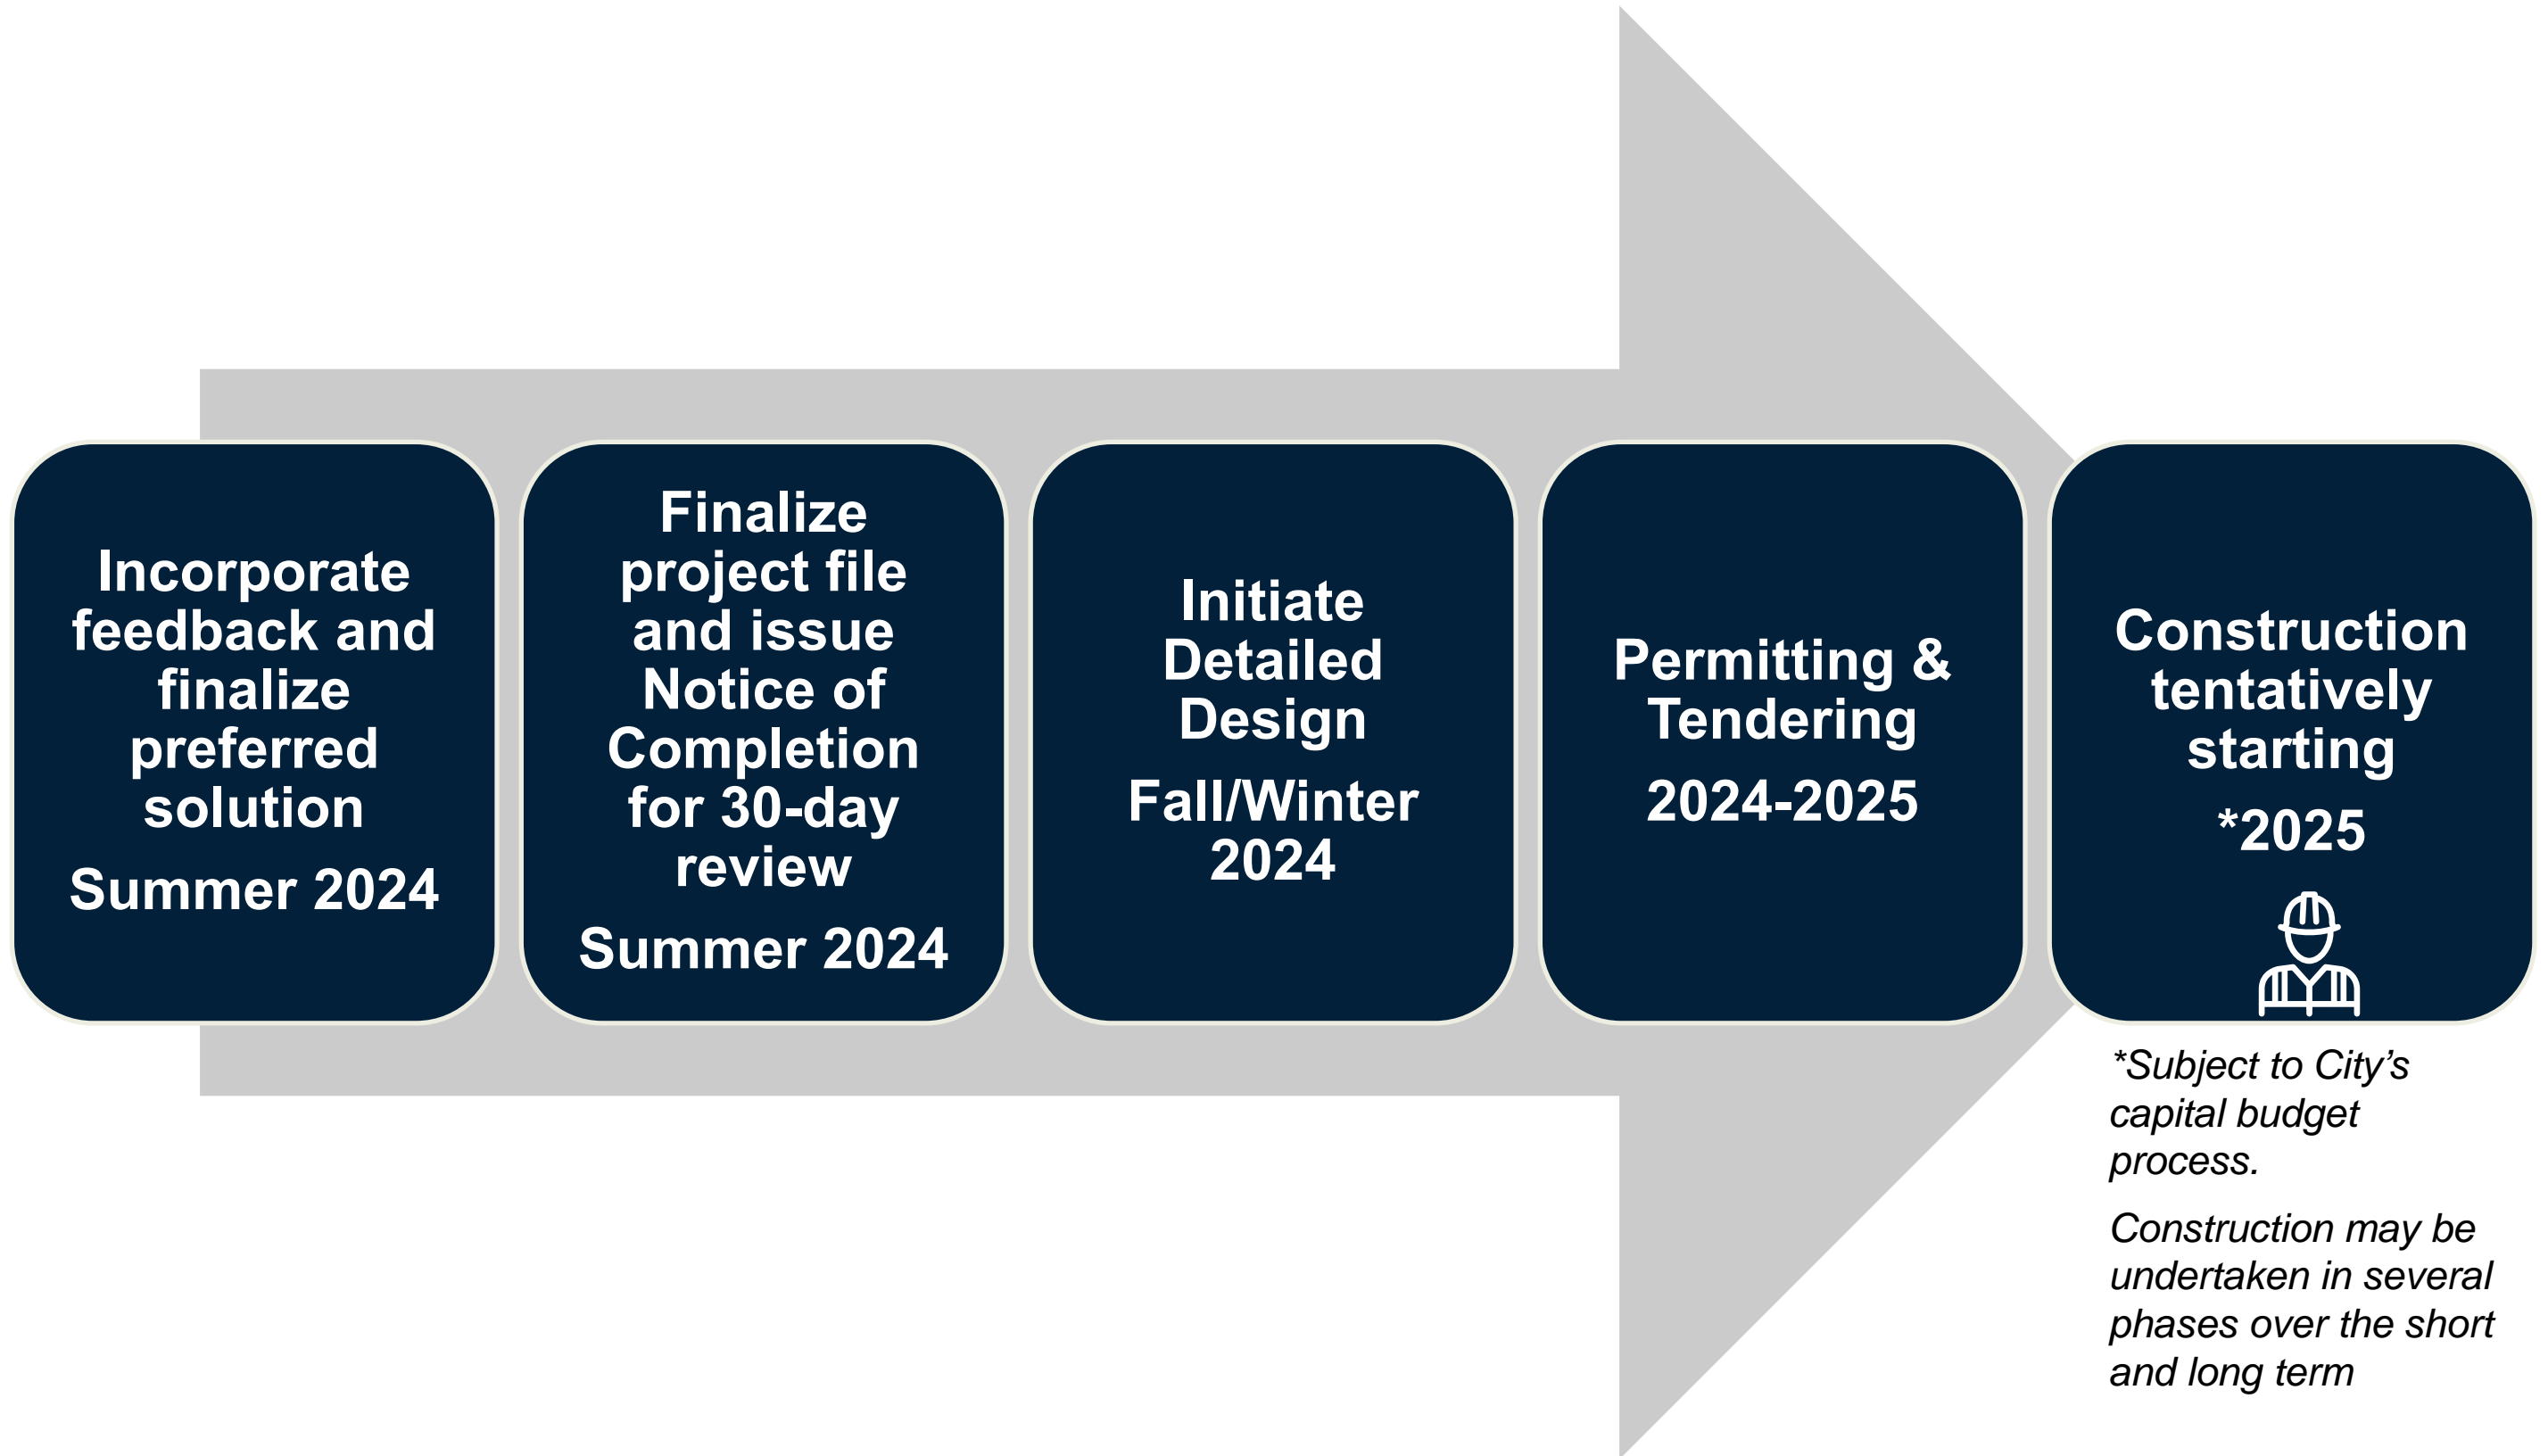 Incorporate
feedback and
finalize
preferred
solution
Summer 2024
Finalize
project file
and issue
Notice of
Completion
for 30-day
review
Summer 2024
Initiate
Detailed
Design
Fall/Winter
2024
Permitting &
Tendering
2024-2025
Construction
tentatively
starting
*2025
*Subject to City’s
capital budget
process.
Construction may be
undertaken in several
phases over the short
and long term